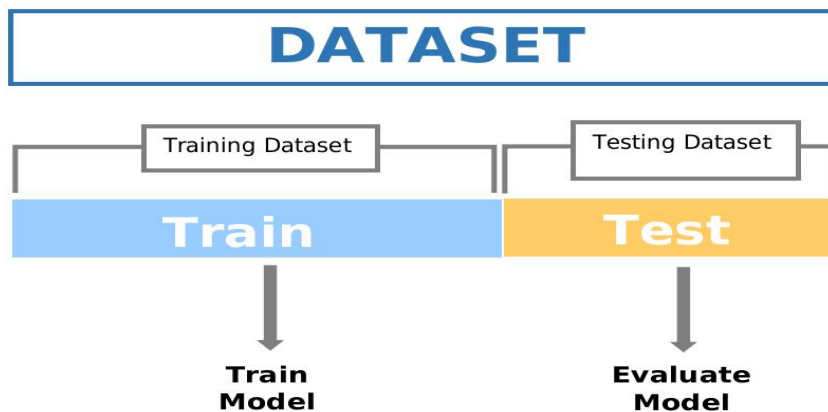 DATASET
Training Dataset
Testing Dataset
Train
Test
Train
Model
Evaluate
Model